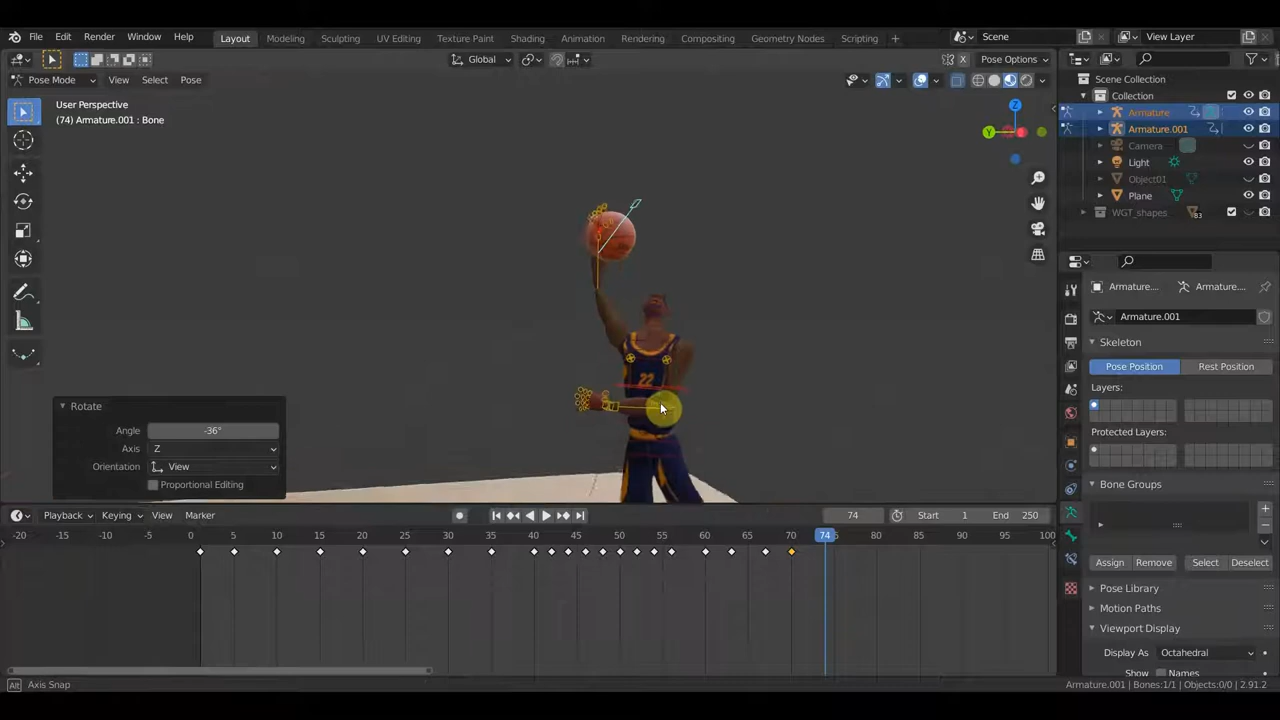 File Edit Render Window Help
Layout Modeling Sculpting UV Editing Texture Paint Shading Animation Rendering Compositing Geometry Nodes Scripting +
Scene
View Layer
Global
X
Pose Options
Pose Mode
View Select Pose
User Perspective
(74) Armature.001 : Bone
Z
Y
22
Rotate
Angle -36°
Axis Z
Orientation View
Proportional Editing
Scene Collection
Collection
Armature
Armature.001
Camera
Light
Object01
Plane
WGT_shapes
83
Armature....
Armature....
Armature.001
Skeleton
Pose Position
Rest Position
Layers:
Protected Layers:
Bone Groups
Assign Remove Select Deselect
Pose Library
Motion Paths
Viewport Display
Display As Octahedral
Show Names
Playback Keying View Marker
74
Start 1
End 250
-20 -15 -10 -5 0 5 10 15 20 25 30 35 40 45 50 55 60 65 70 74 80 85 90 95 100
Alt Axis Snap
Armature.001 | Bones:1/1 | Objects:0/0 | 2.91.2